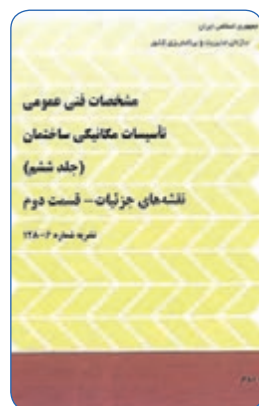 جمهوری اسلامی ایران
سازمان مدیریت و برنامه‌ریزی کشور
مشخصات فنی عمومی
تأسیسات مکانیکی ساختمان
(جلد ششم)
نقشه‌های جزئیات - قسمت دوم
نشریه شماره ۶-۱۲۸